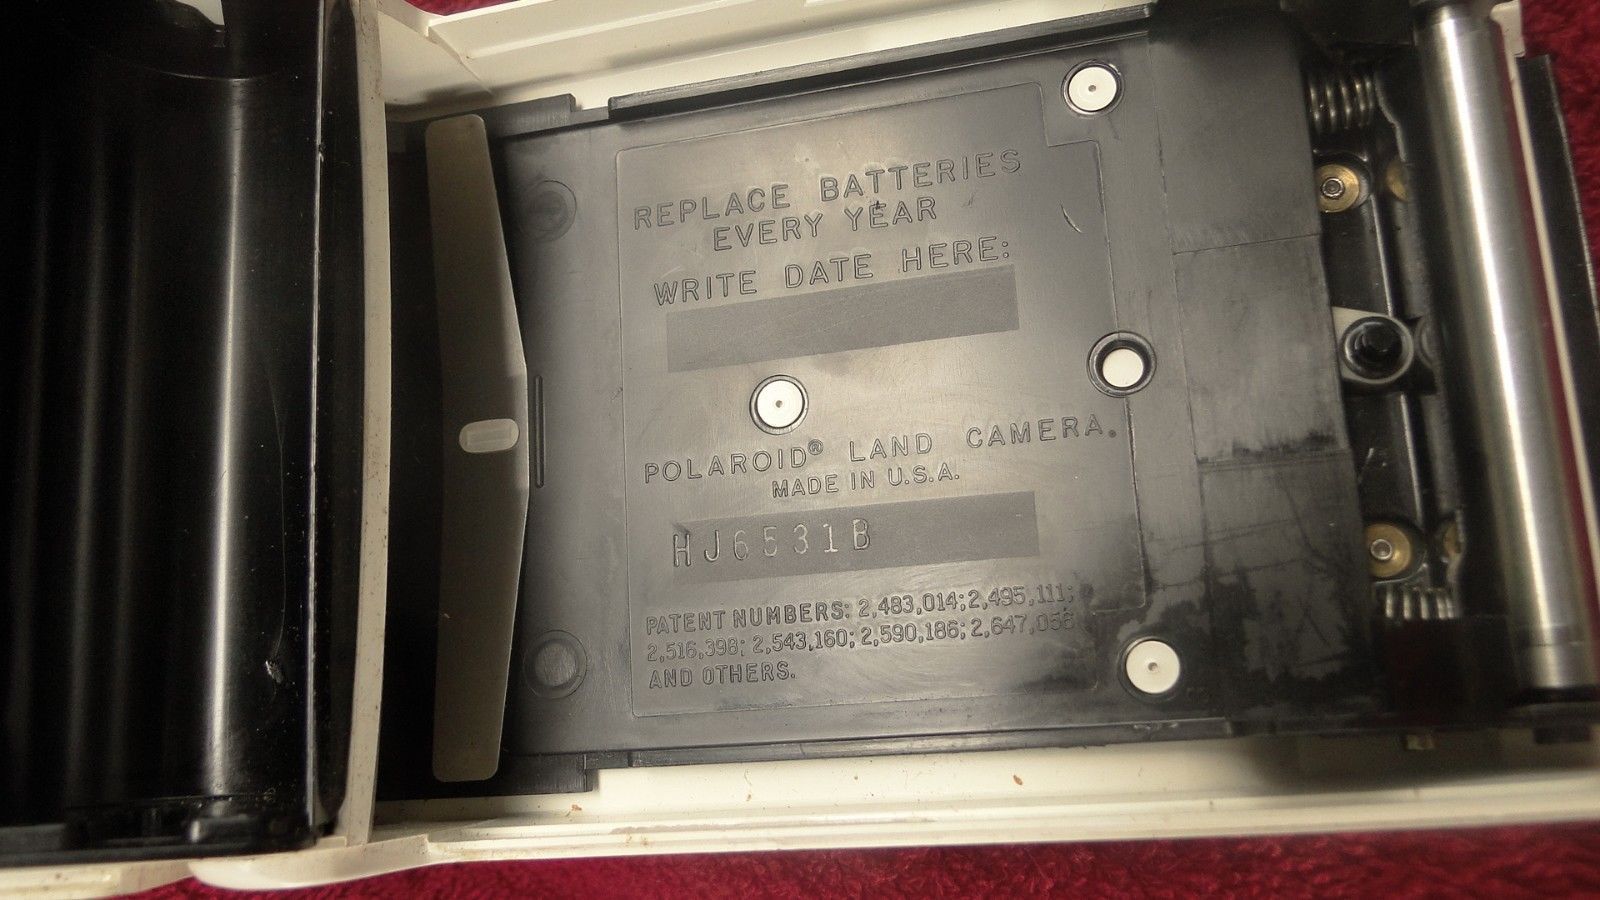 REPLACE BATTERIES
EVERY YEAR
WRITE DATE HERE:
POLAROID® LAND CAMERA.
MADE IN U.S.A.
HJ6531B
PATENT NUMBERS: 2,483,014; 2,495,111;
2,516,398; 2,543,160; 2,590,186; 2,647,056
AND OTHERS.